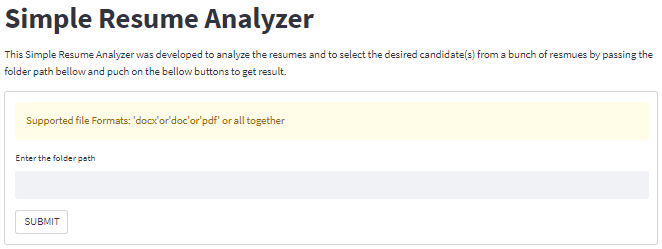 Simple Resume Analyzer
This Simple Resume Analyzer was developed to analyze the resumes and to select the desired candidate(s) from a bunch of resmues by passing the
folder path bellow and puch on the bellow buttons to get result.
Supported file Formats: 'docx'or'doc'or'pdf' or all together
Enter the folder path
SUBMIT